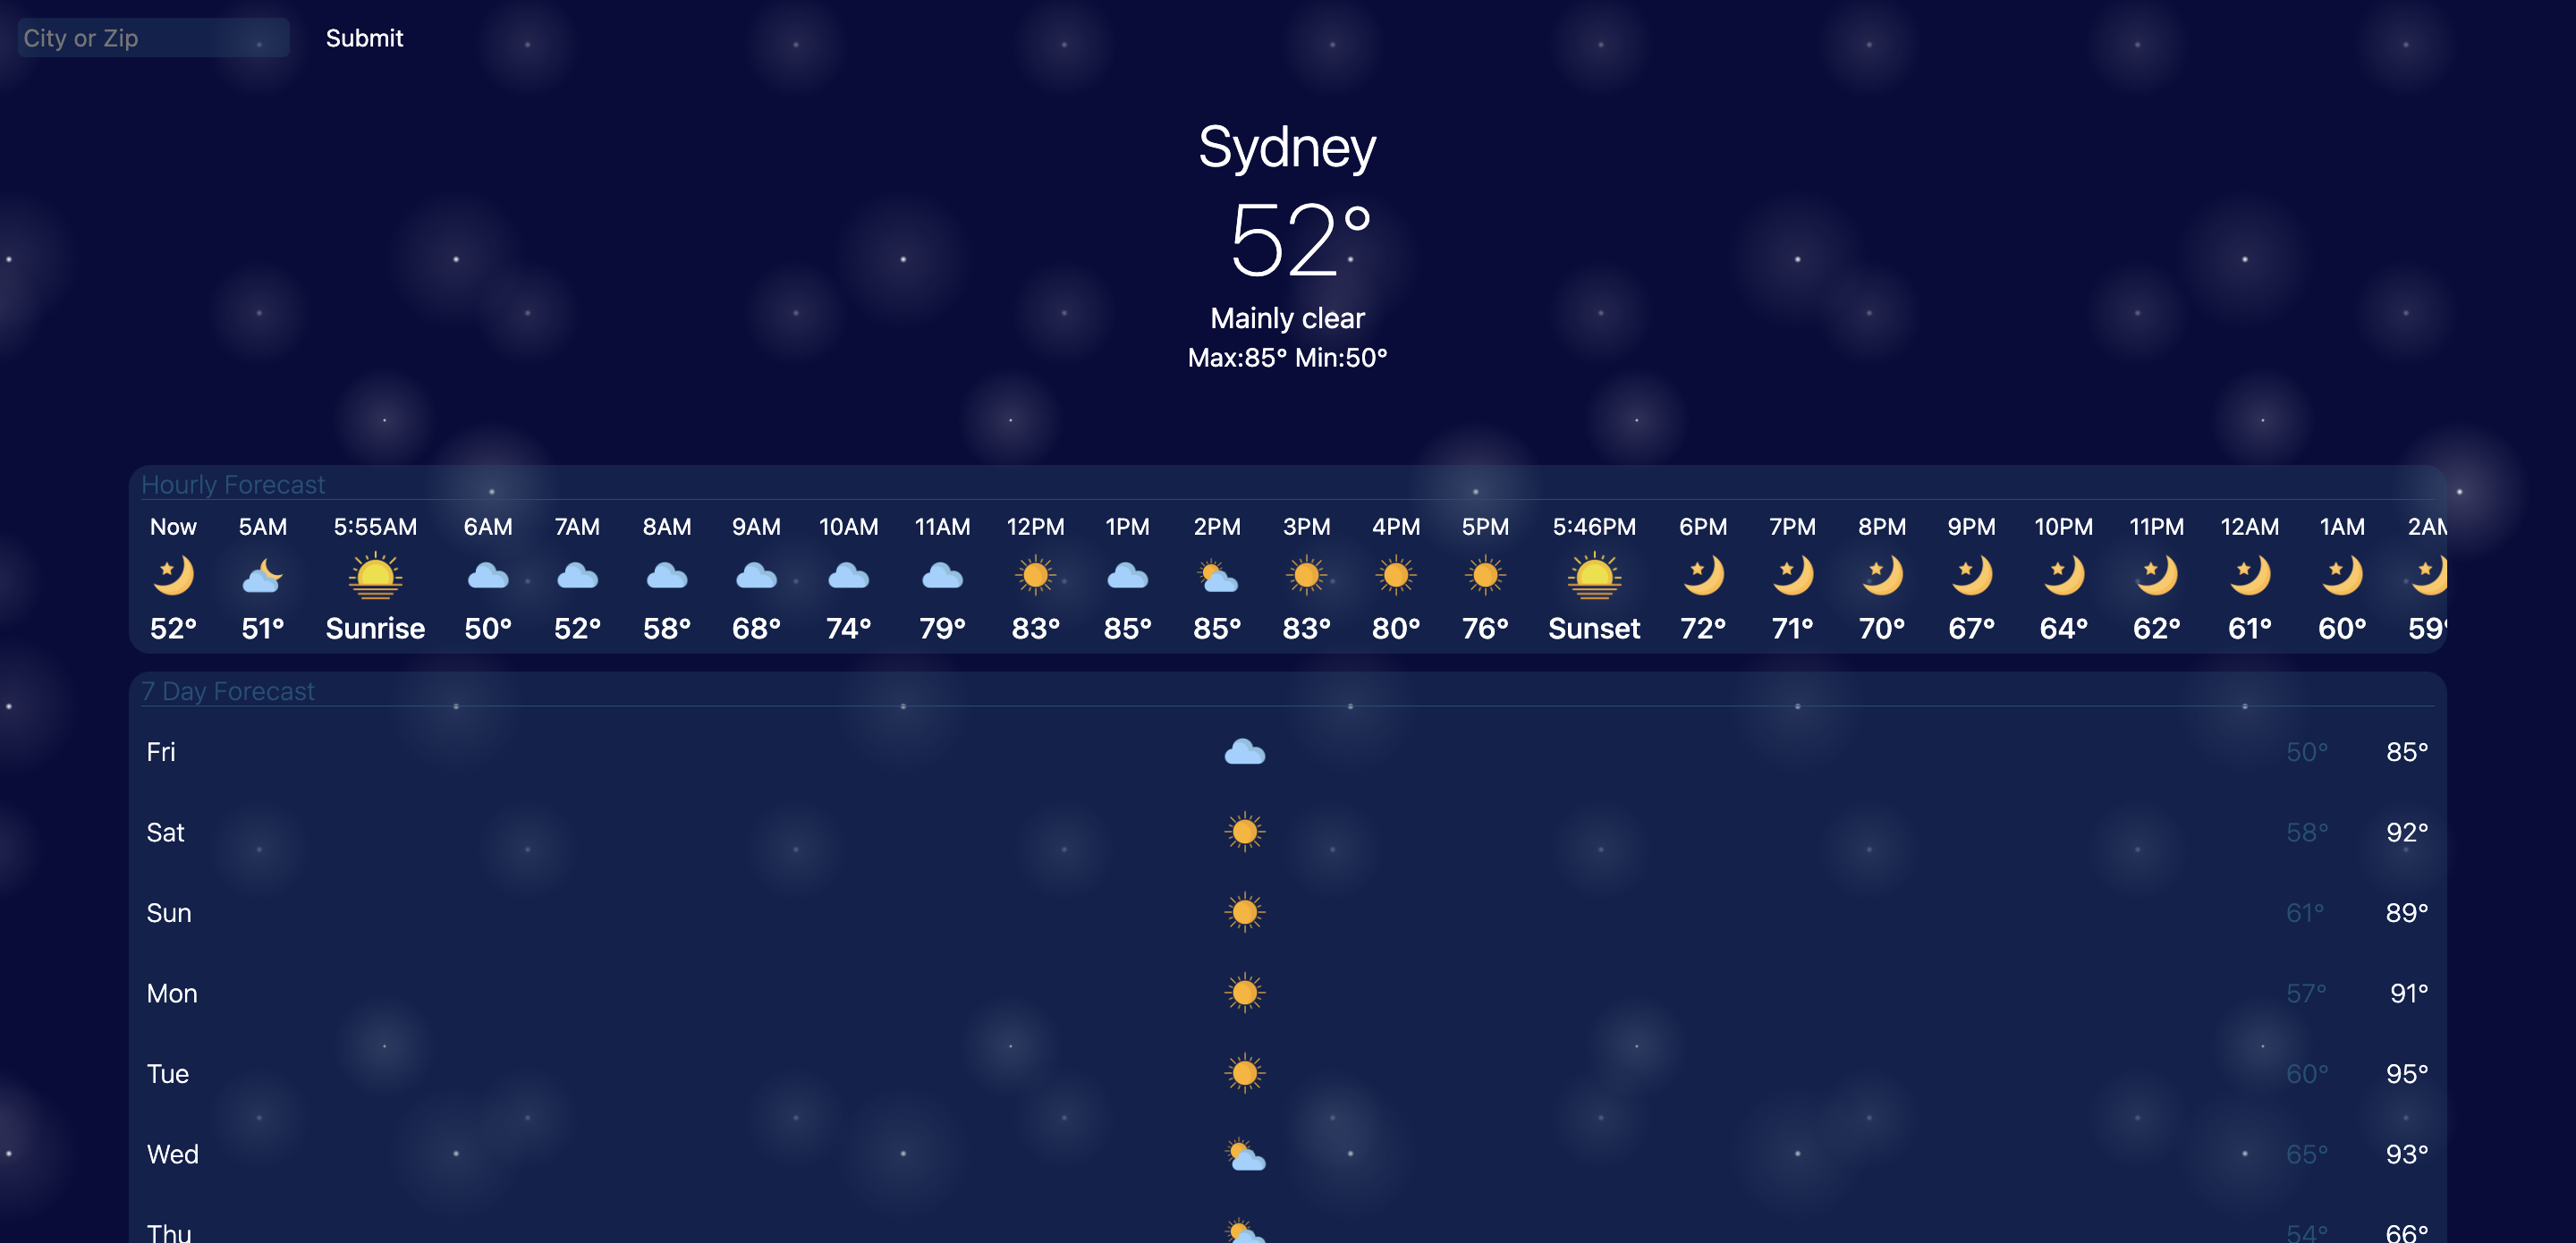 City or Zip Submit
Sydney
52°
Mainly clear
Max:85° Min:50°
Hourly Forecast
Now 5AM 5:55AM 6AM 7AM 8AM 9AM 10AM 11AM 12PM 1PM 2PM 3PM 4PM 5PM 5:46PM 6PM 7PM 8PM 9PM 10PM 11PM 12AM 1AM 2AM
52° 51° Sunrise 50° 52° 58° 68° 74° 79° 83° 85° 85° 83° 80° 76° Sunset 72° 71° 70° 67° 64° 62° 61° 60° 59°
7 Day Forecast
Fri 50° 85°
Sat 58° 92°
Sun 61° 89°
Mon 57° 91°
Tue 60° 95°
Wed 65° 93°
Thu 54° 66°